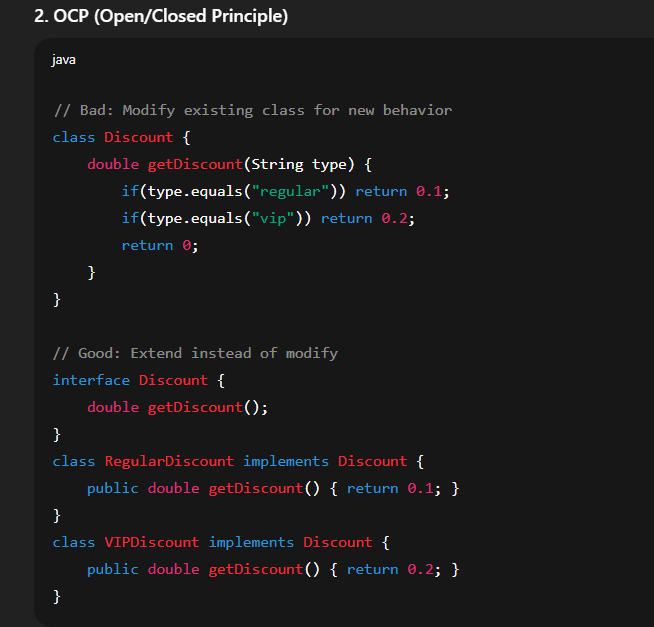 2. OCP (Open/Closed Principle)
java
// Bad: Modify existing class for new behavior
class Discount {
    double getDiscount(String type) {
        if(type.equals("regular")) return 0.1;
        if(type.equals("vip")) return 0.2;
        return 0;
    }
}
// Good: Extend instead of modify
interface Discount {
    double getDiscount();
}
class RegularDiscount implements Discount {
    public double getDiscount() { return 0.1; }
}
class VIPDiscount implements Discount {
    public double getDiscount() { return 0.2; }
}